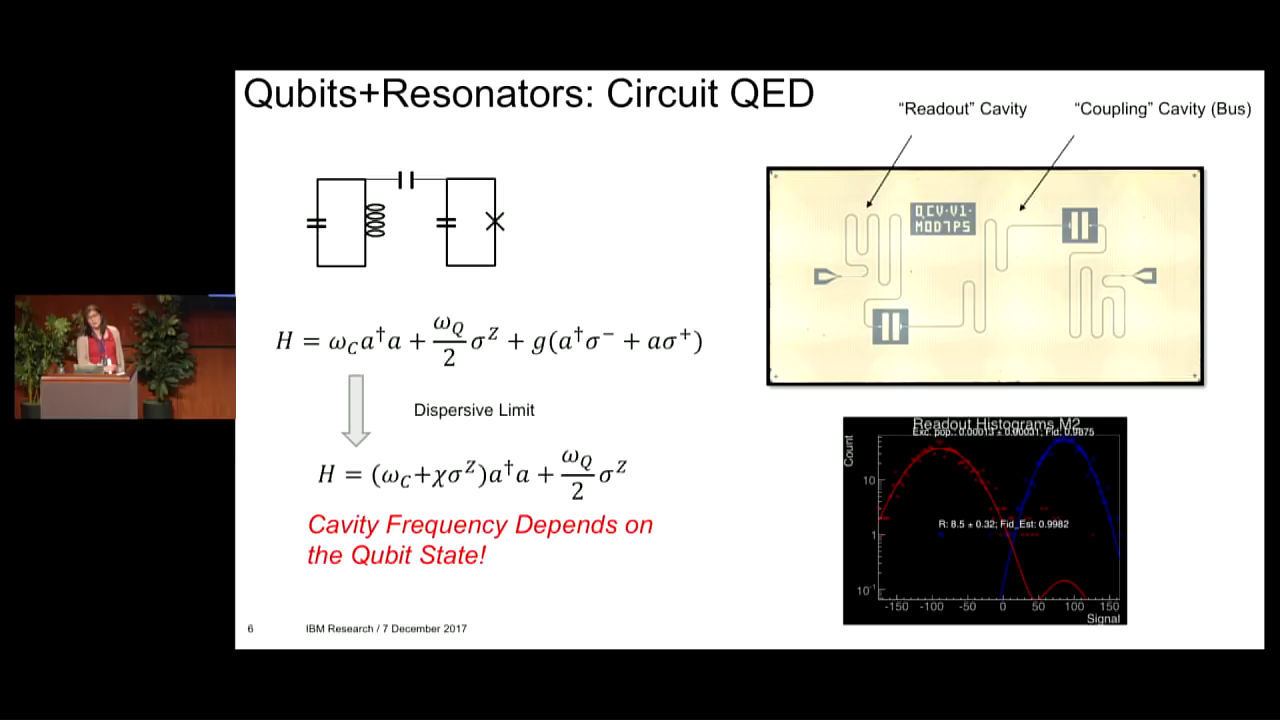 Qubits+Resonators: Circuit QED
“Readout” Cavity
“Coupling” Cavity (Bus)
QCV-V1-
MOD7PS
H = ω_C a†a + ω_Q/2 σ^Z + g(a†σ^− + aσ^+)
Dispersive Limit
H = (ω_C+χσ^Z)a†a + ω_Q/2 σ^Z
Cavity Frequency Depends on
the Qubit State!
Readout Histograms M2
Exc. pop.: 0.00013 ± 0.00031; Fid: 0.9875
Count
10
R: 8.5 ± 0.32; Fid_Est: 0.9982
1
10^-1
-150 -100 -50 0 50 100 150
Signal
6 IBM Research / 7 December 2017